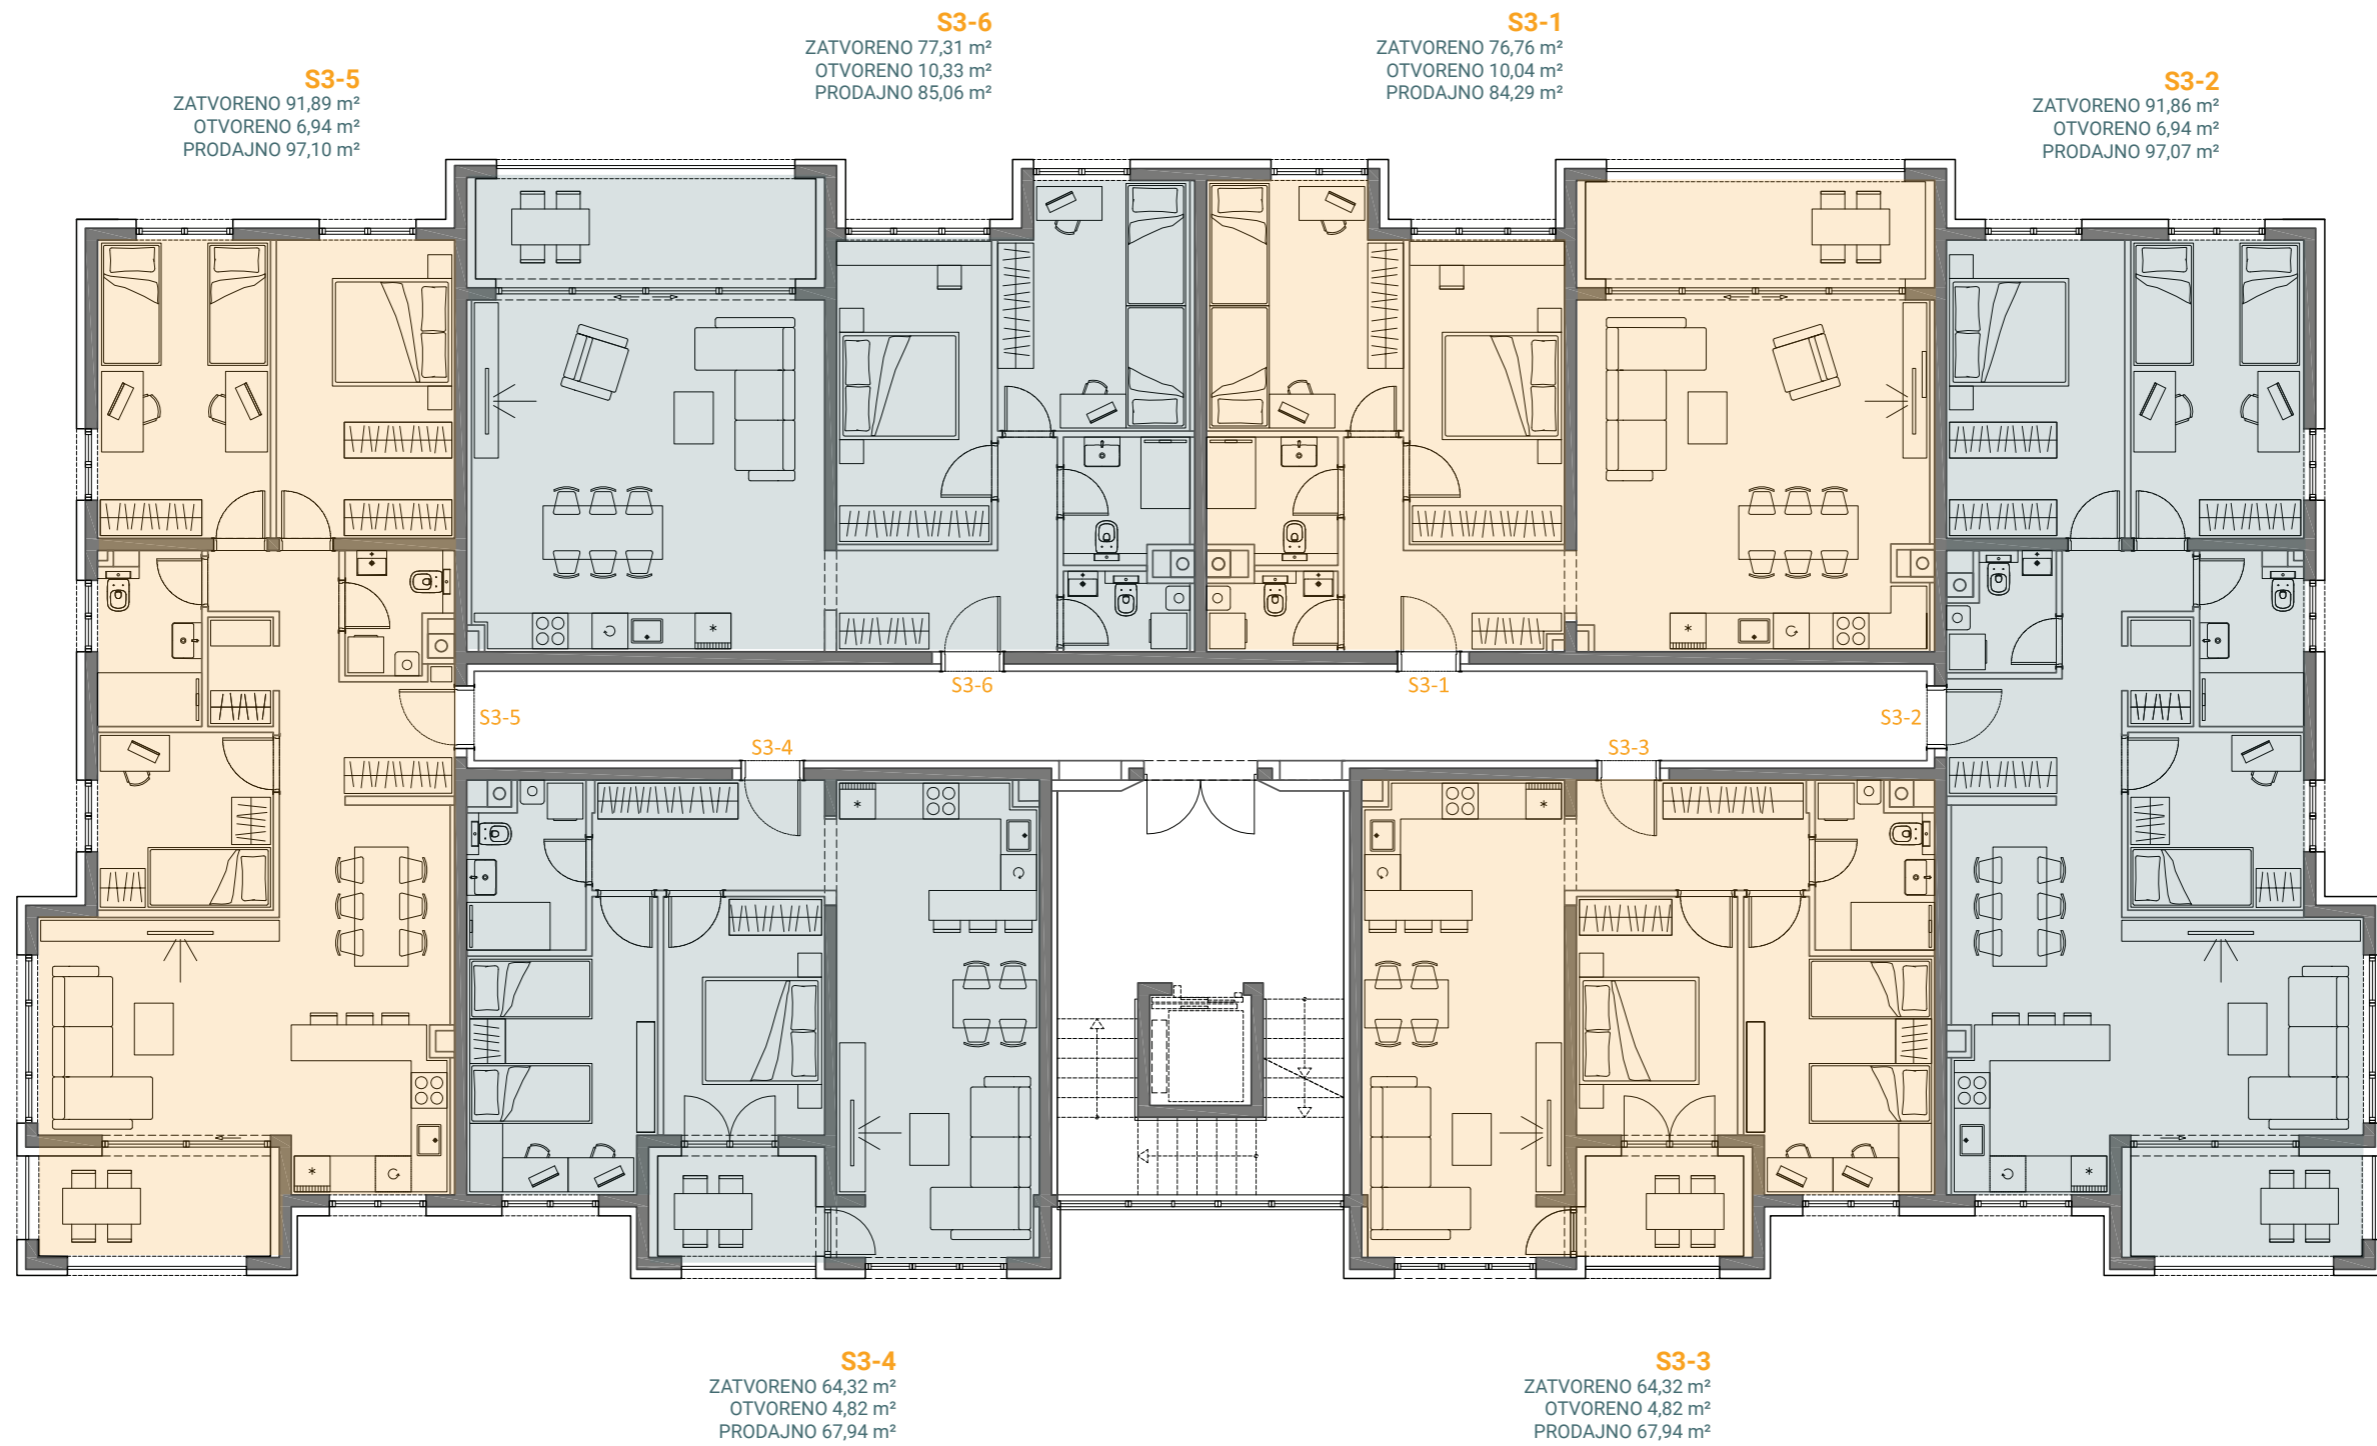 S3-6
ZATVORENO 77,31 m²
OTVORENO 10,33 m²
PRODAJNO 85,06 m²
S3-1
ZATVORENO 76,76 m²
OTVORENO 10,04 m²
PRODAJNO 84,29 m²
S3-5
ZATVORENO 91,89 m²
OTVORENO 6,94 m²
PRODAJNO 97,10 m²
S3-2
ZATVORENO 91,86 m²
OTVORENO 6,94 m²
PRODAJNO 97,07 m²
S3-6
S3-1
S3-5
S3-2
S3-4
S3-3
S3-4
ZATVORENO 64,32 m²
OTVORENO 4,82 m²
PRODAJNO 67,94 m²
S3-3
ZATVORENO 64,32 m²
OTVORENO 4,82 m²
PRODAJNO 67,94 m²